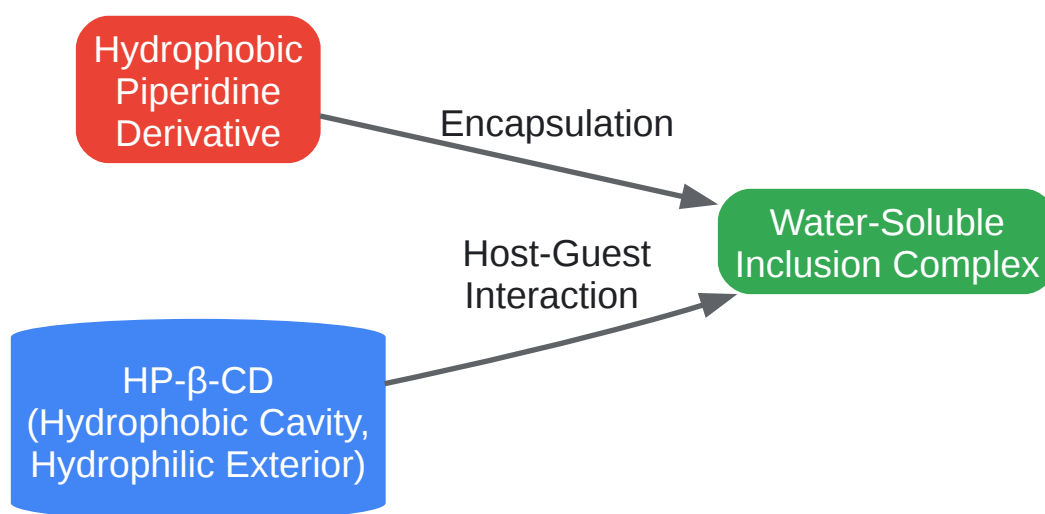 Hydrophobic
Piperidine
Derivative
Encapsulation
Water-Soluble
Inclusion Complex
Host-Guest
Interaction
HP-β-CD
(Hydrophobic Cavity,
Hydrophilic Exterior)